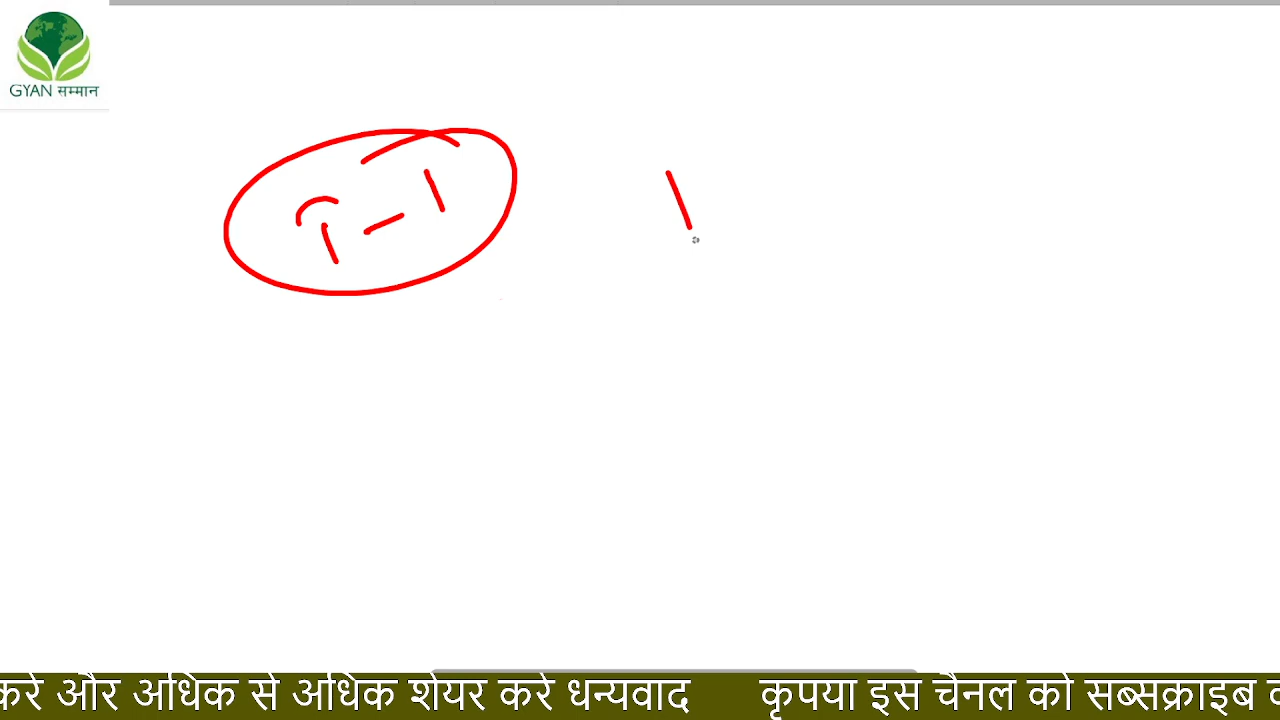 GYAN सम्मान
करे और अधिक से अधिक शेयर करे धन्यवाद कृपया इस चैनल को सब्सक्राइब